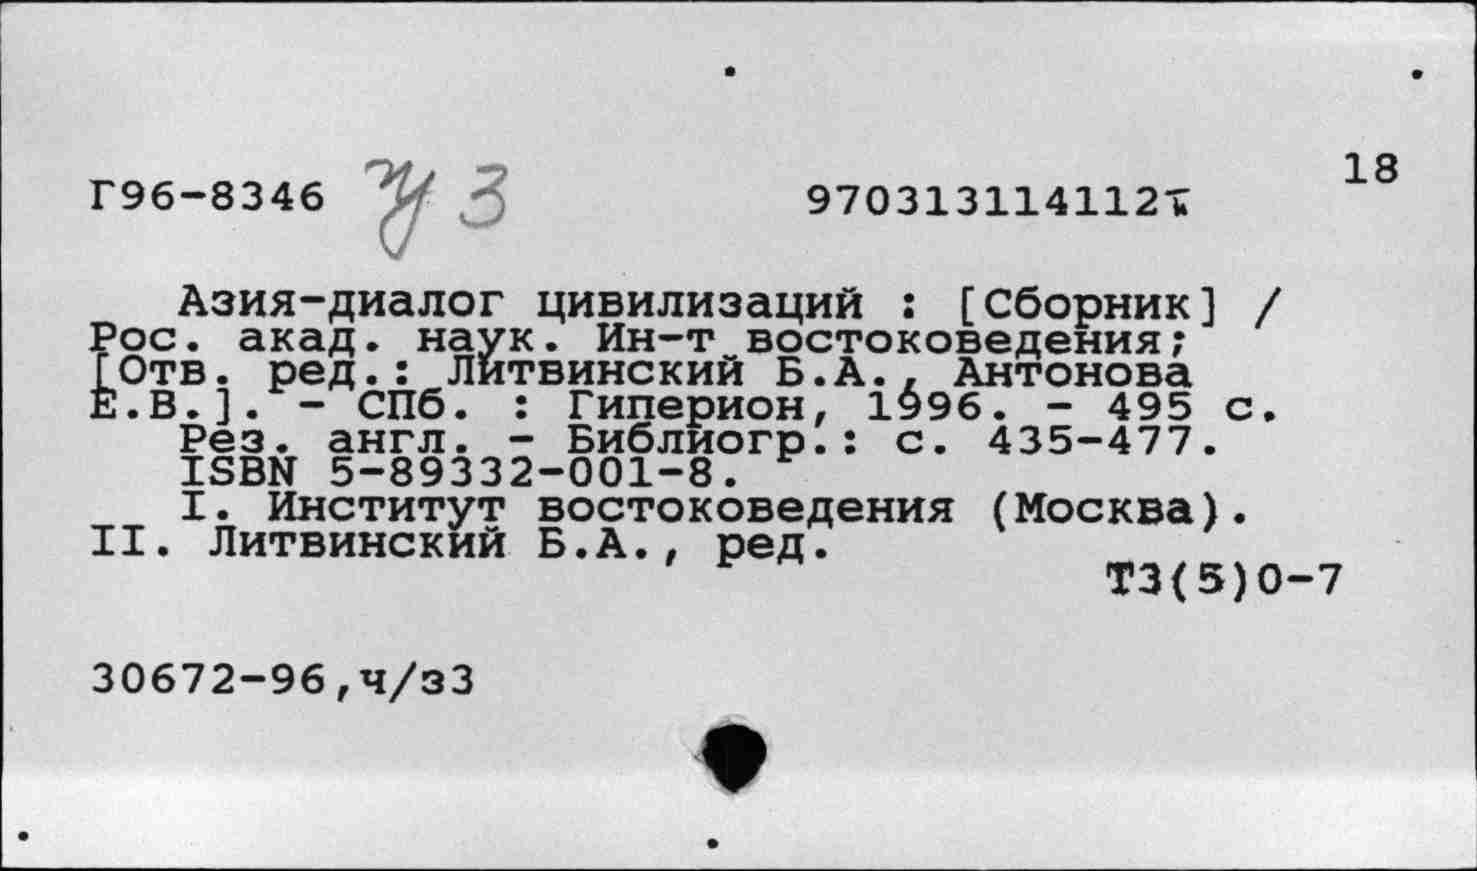 18
Г96-8346 У 3 970313114112
Азия-диалог цивилизаций : [Сборник] /
Рос. акад. наук. Ин-т востоковедения;
[Отв. ред.: Литвинский Б.А., Антонова
Е.В.]. - СПб. : Гиперион, 1996. - 495 с.
Рез. англ. - Библиогр.: с. 435-477.
ISBN 5-89332-001-8.
I. Институт востоковедения (Москва).
II. Литвинский Б.А., ред.
Т3(5)0-7
30672-96,ч/з3